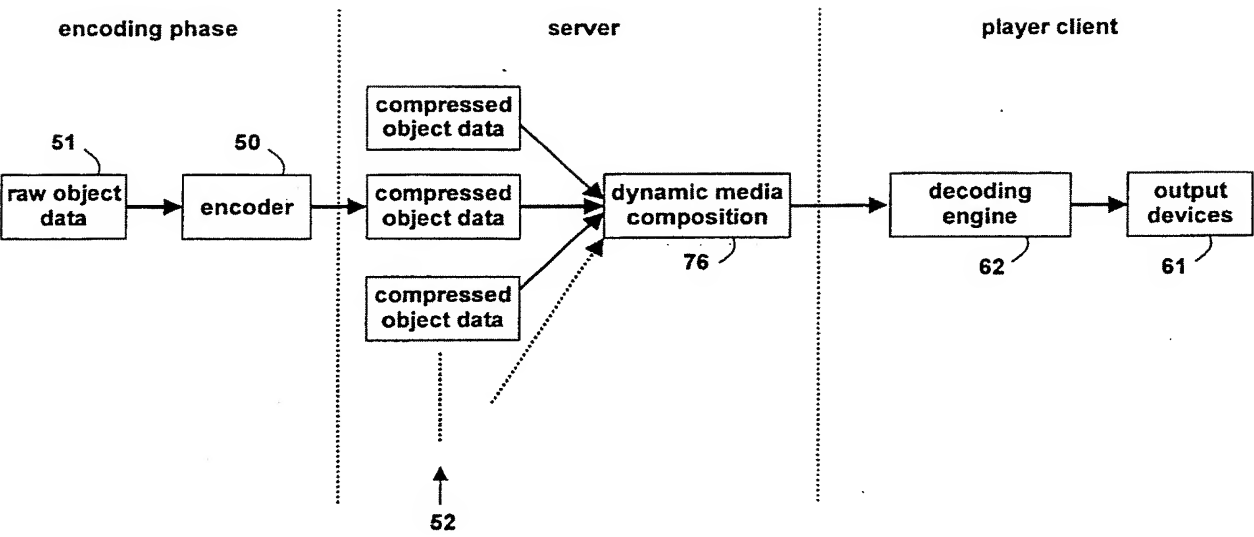 encoding phase
server
player client
51
raw object
data
50
encoder
compressed
object data
compressed
object data
compressed
object data
52
dynamic media
composition
76
decoding
engine
62
output
devices
61